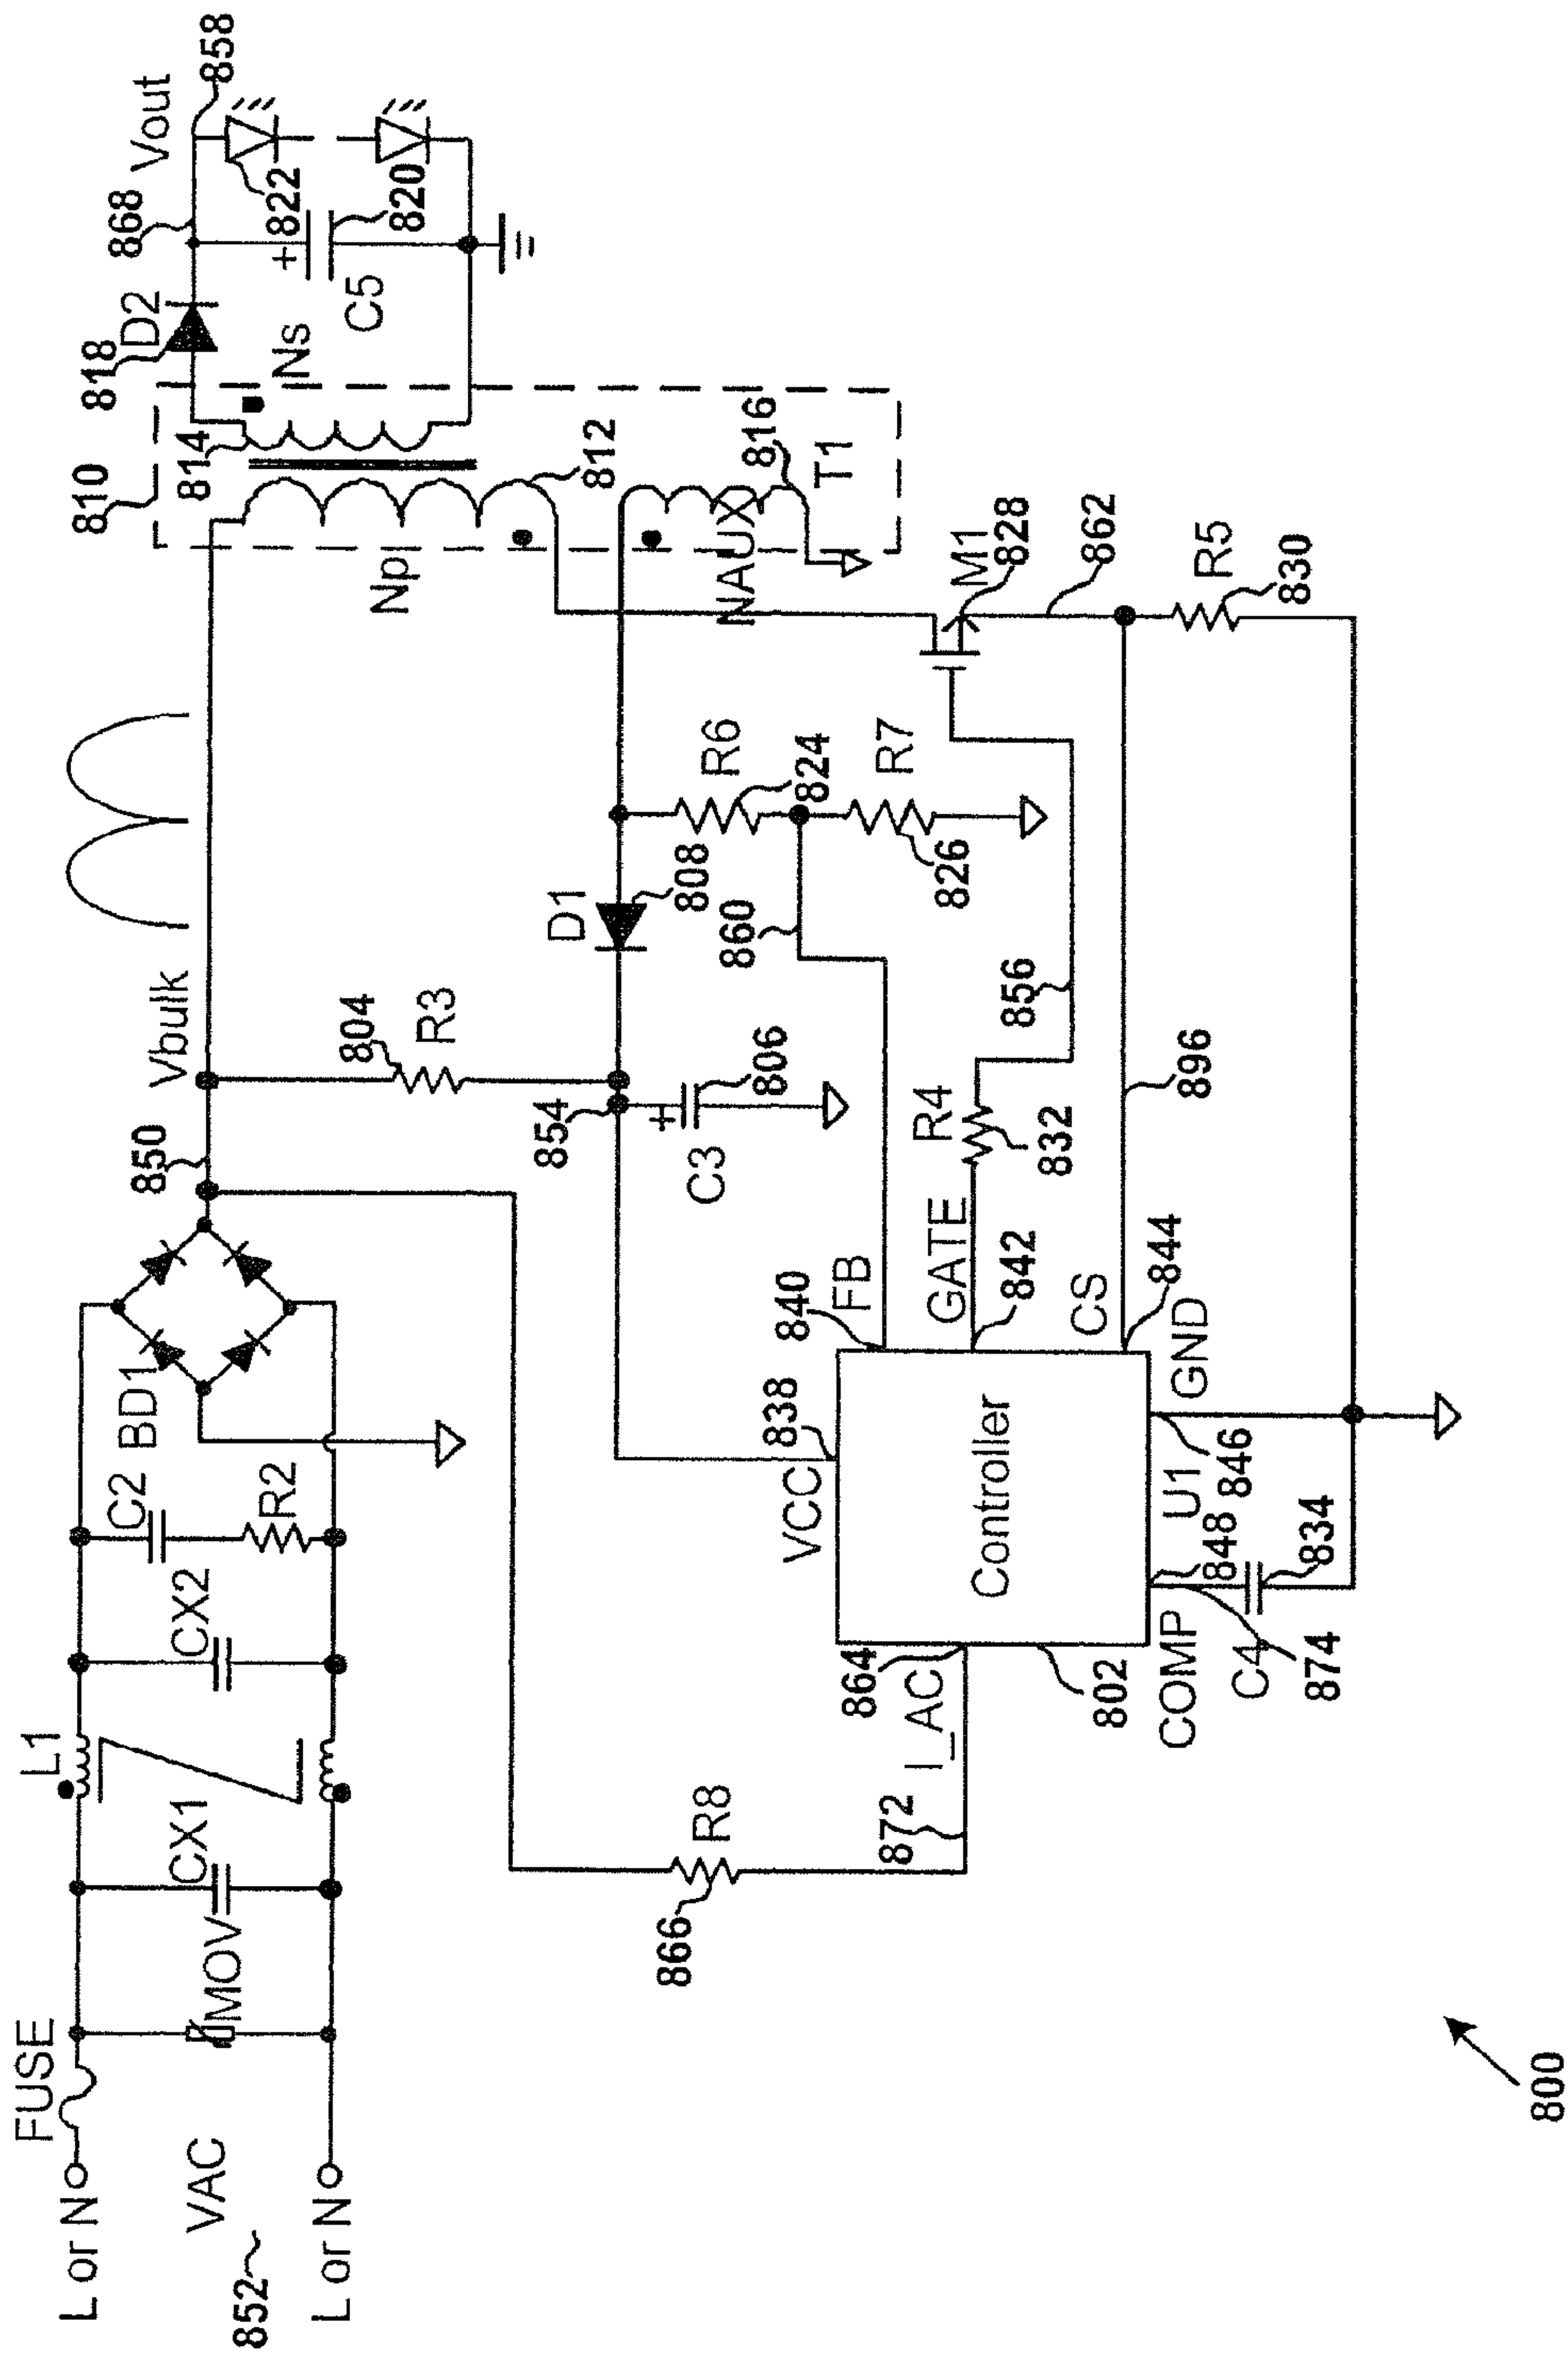 FUSE
L or N
VAC
852
L or N
MOV
CX1
L1
CX2
C2
R2
BD1
850
Vbulk
804
R3
854
C3
806
D1
808
R6
824
R7
826
860
Np
810
814
812
NAUX
816
T1
818
D2
Ns
868
Vout
858
822
820
C5
866
R8
872
I_AC
864
802
Controller
VCC
838
840
FB
GATE
842
R4
832
856
CS
844
896
M1
828
862
R5
830
GND
846
U1
848
COMP
C4
834
874
800